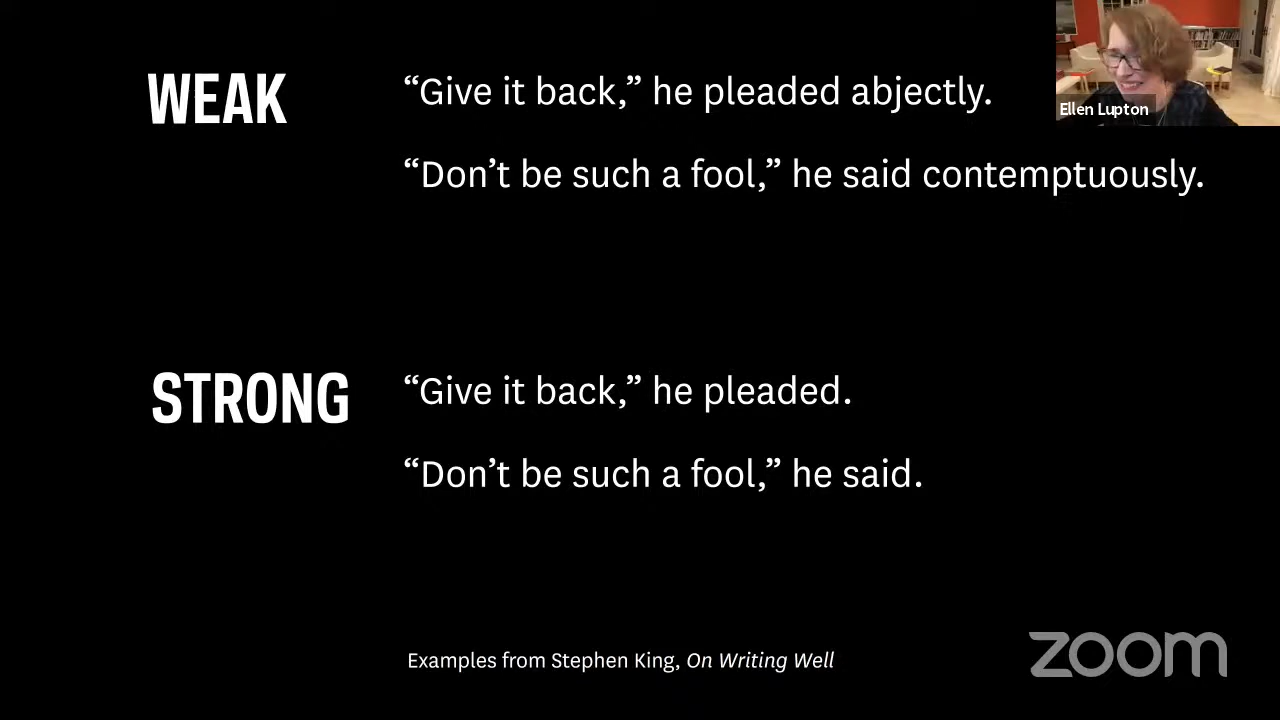 WEAK
“Give it back,” he pleaded abjectly.
Ellen Lupton
“Don’t be such a fool,” he said contemptuously.
STRONG
“Give it back,” he pleaded.
“Don’t be such a fool,” he said.
Examples from Stephen King, On Writing Well
zoom